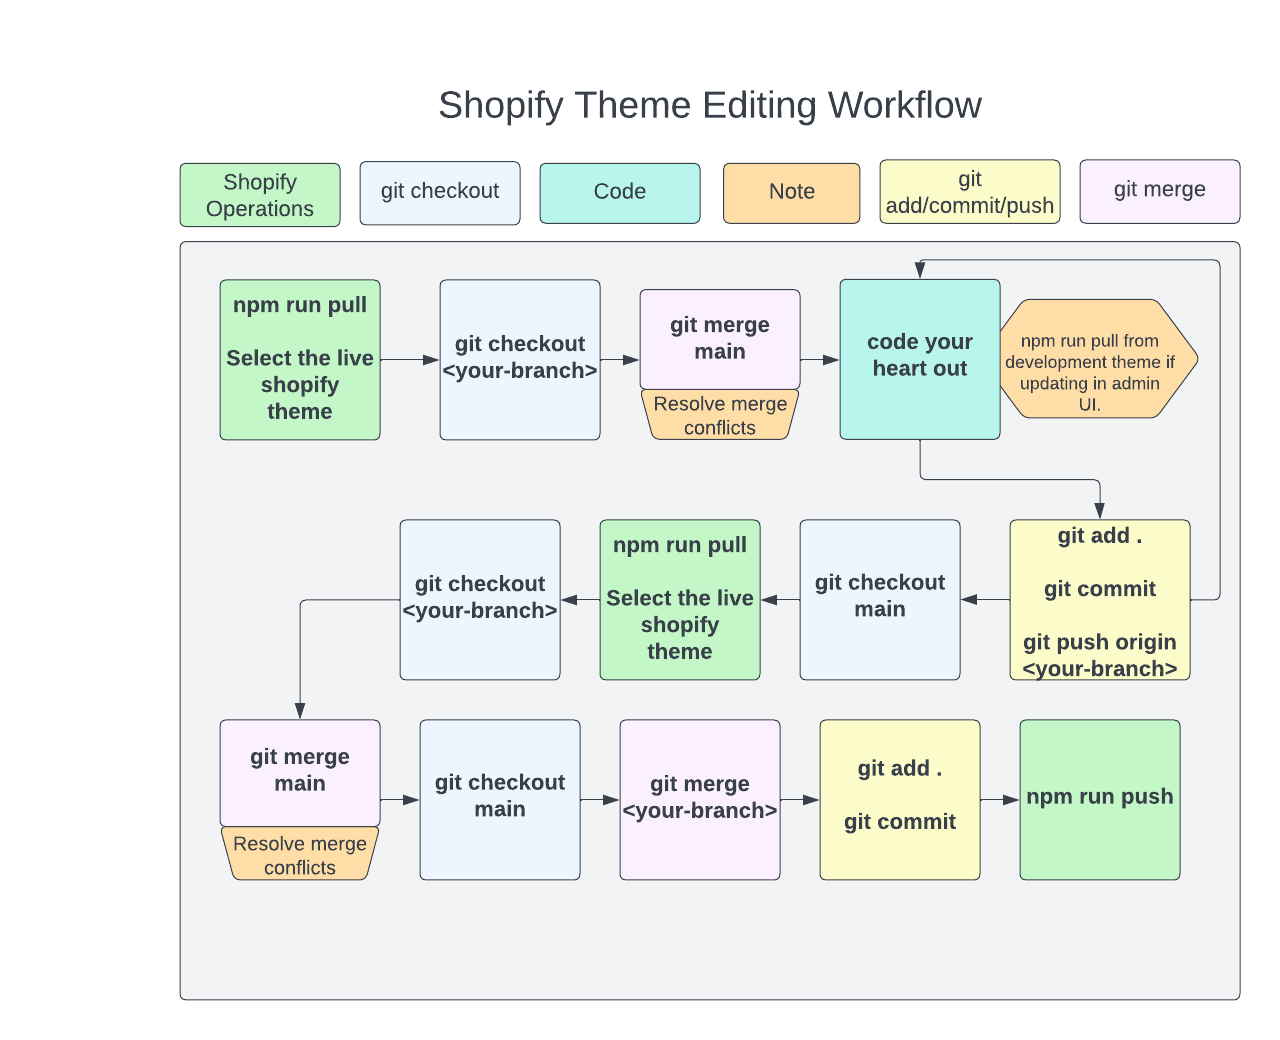 Shopify Theme Editing Workflow
Shopify
Operations
git checkout
Code
Note
git
add/commit/push
git merge
npm run pull
Select the live
shopify
theme
git checkout
<your-branch>
git merge
main
Resolve merge
conflicts
code your
heart out
npm run pull from
development theme if
updating in admin
UI.
git checkout
<your-branch>
npm run pull
Select the live
shopify
theme
git checkout
main
git add .
git commit
git push origin
<your-branch>
git merge
main
Resolve merge
conflicts
git checkout
main
git merge
<your-branch>
git add .
git commit
npm run push